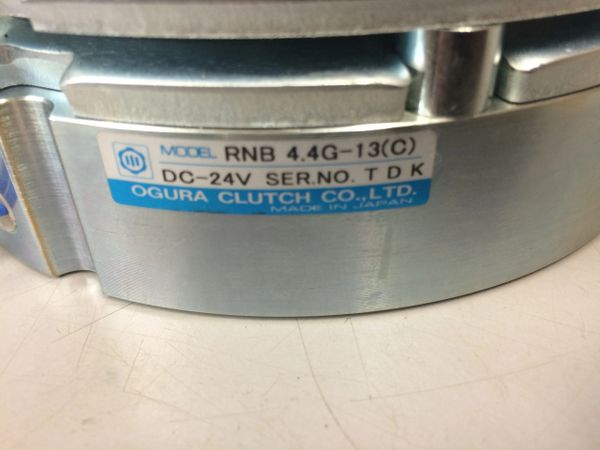 MODEL RNB 4.4G-13(C)
DC-24V SER.NO. T D K
OGURA CLUTCH CO.,LTD.
MADE IN JAPAN